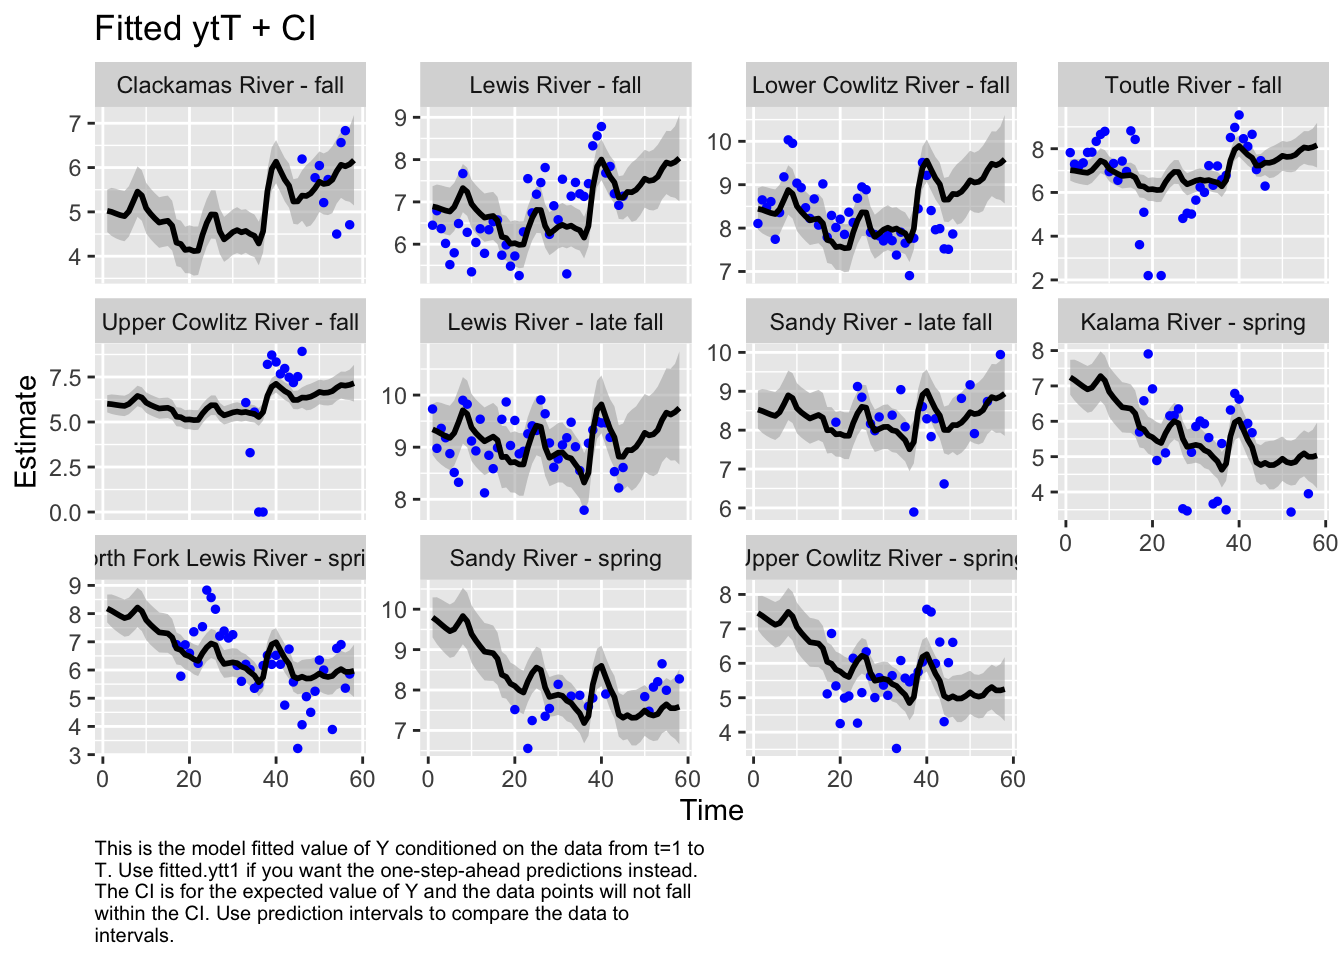 Fitted ytT + CI
Clackamas River - fall
Lewis River - fall
Lower Cowlitz River - fall
Toutle River - fall
7
6
5
4
9
8
7
6
10
9
8
7
8
6
4
2
Upper Cowlitz River - fall
Lewis River - late fall
Sandy River - late fall
Kalama River - spring
7.5
5.0
2.5
0.0
10
9
8
10
9
8
7
6
8
7
6
5
4
0 20 40 60
Estimate
orth Fork Lewis River - spri
Sandy River - spring
Upper Cowlitz River - spring
9
8
7
6
5
4
3
10
9
8
7
8
7
6
5
4
0 20 40 60
0 20 40 60
0 20 40 60
Time
This is the model fitted value of Y conditioned on the data from t=1 to
T. Use fitted.ytt1 if you want the one-step-ahead predictions instead.
The CI is for the expected value of Y and the data points will not fall
within the CI. Use prediction intervals to compare the data to
intervals.